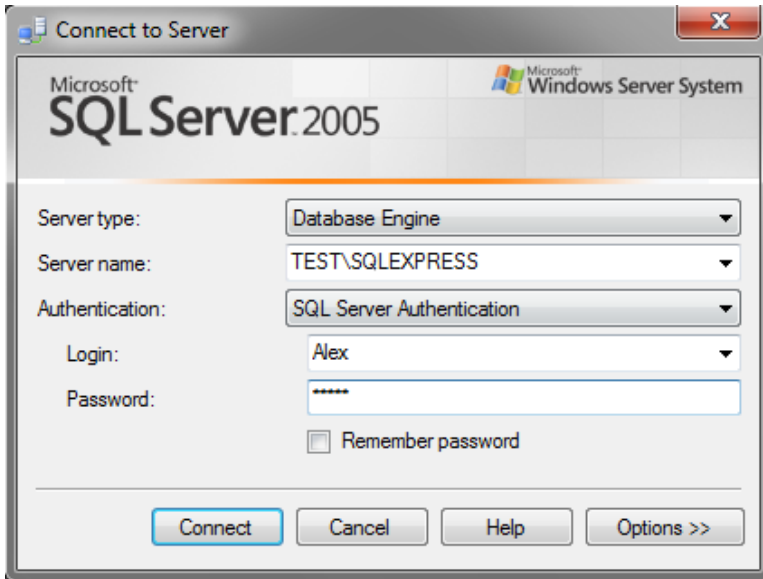 Connect to Server
Microsoft
SQL Server 2005
Microsoft
Windows Server System
Server type:
Database Engine
Server name:
TEST\SQLEXPRESS
Authentication:
SQL Server Authentication
Login:
Alex
Password:
*****
Remember password
Connect
Cancel
Help
Options >>